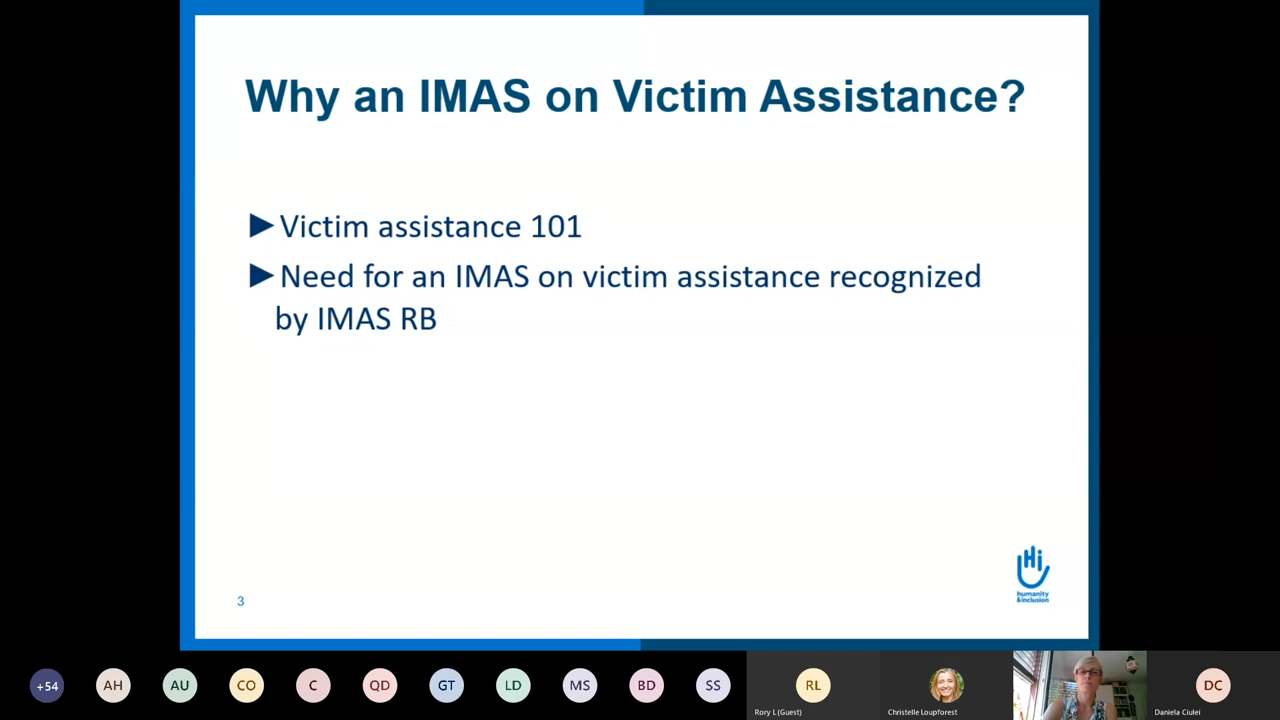 Why an IMAS on Victim Assistance?
►Victim assistance 101
►Need for an IMAS on victim assistance recognized
by IMAS RB
Hi
humanity
&inclusion
3
+54
AH
AU
CO
C
QD
GT
LD
MS
BD
SS
RL
DC
Rory L (Guest)
Christelle Loupforest
Daniela Ciulei